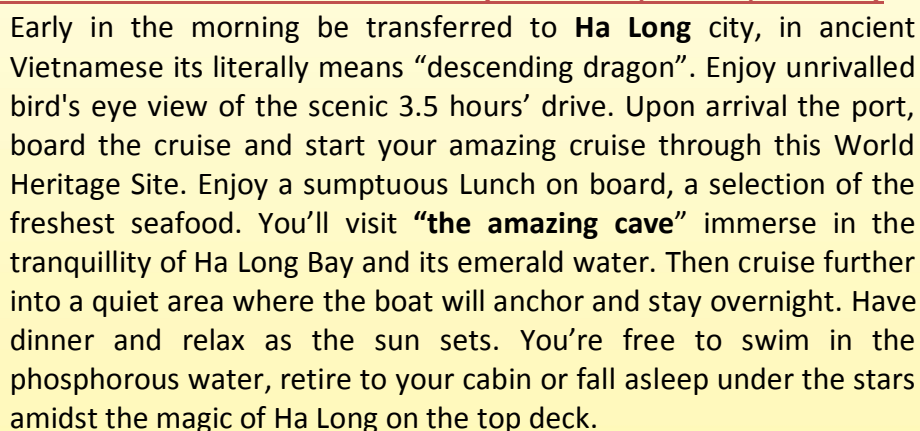 Early in the morning be transferred to Ha Long city, in ancient
Vietnamese its literally means “descending dragon”. Enjoy unrivalled
bird's eye view of the scenic 3.5 hours’ drive. Upon arrival the port,
board the cruise and start your amazing cruise through this World
Heritage Site. Enjoy a sumptuous Lunch on board, a selection of the
freshest seafood. You’ll visit “the amazing cave” immerse in the
tranquillity of Ha Long Bay and its emerald water. Then cruise further
into a quiet area where the boat will anchor and stay overnight. Have
dinner and relax as the sun sets. You’re free to swim in the
phosphorous water, retire to your cabin or fall asleep under the stars
amidst the magic of Ha Long on the top deck.